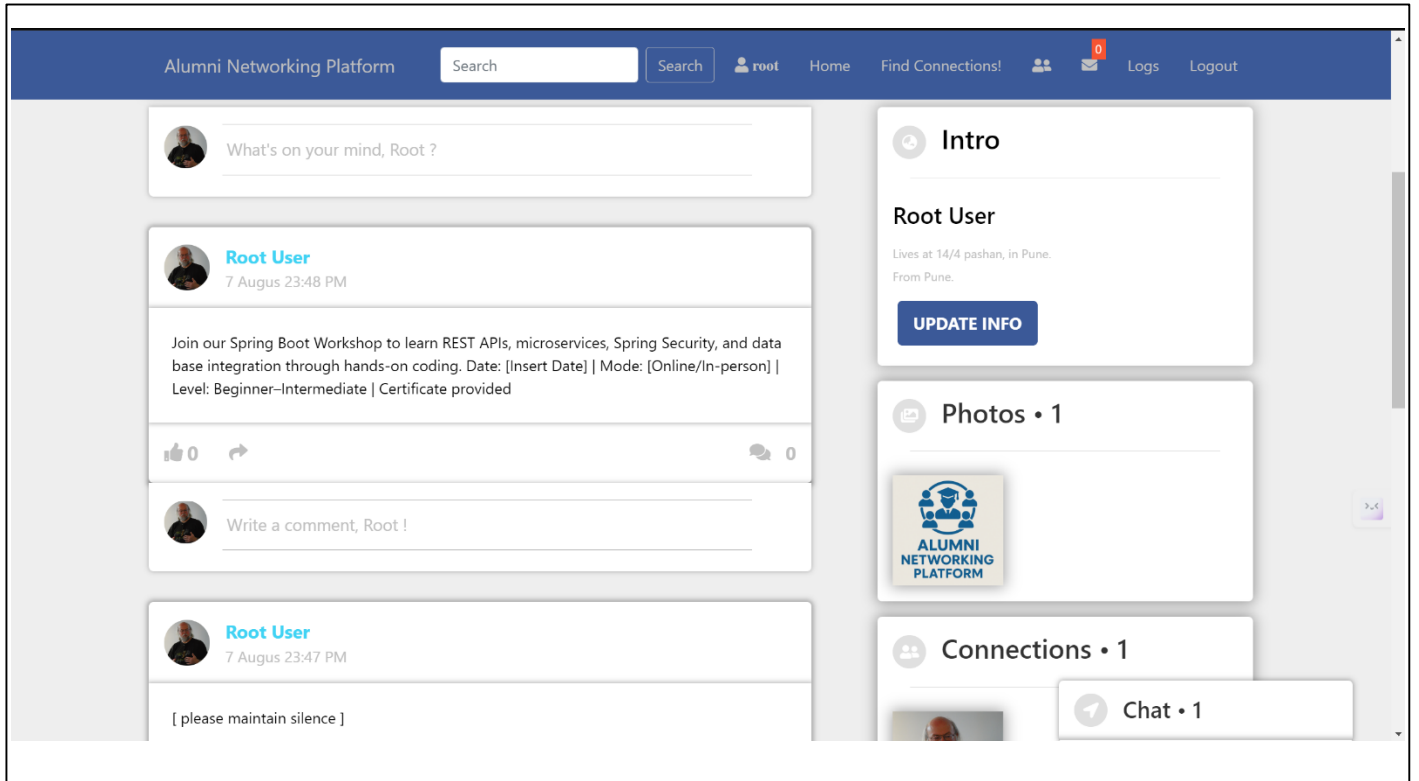 Alumni Networking Platform
Search
Search
root
Home
Find Connections!
0
Logs
Logout
What's on your mind, Root ?
Root User
7 Augus 23:48 PM
Join our Spring Boot Workshop to learn REST APIs, microservices, Spring Security, and data
base integration through hands-on coding. Date: [Insert Date] | Mode: [Online/In-person] |
Level: Beginner–Intermediate | Certificate provided
0
0
Write a comment, Root !
Root User
7 Augus 23:47 PM
[ please maintain silence ]
Intro
Root User
Lives at 14/4 pashan, in Pune.
From Pune.
UPDATE INFO
Photos • 1
ALUMNI
NETWORKING
PLATFORM
Connections • 1
Chat • 1